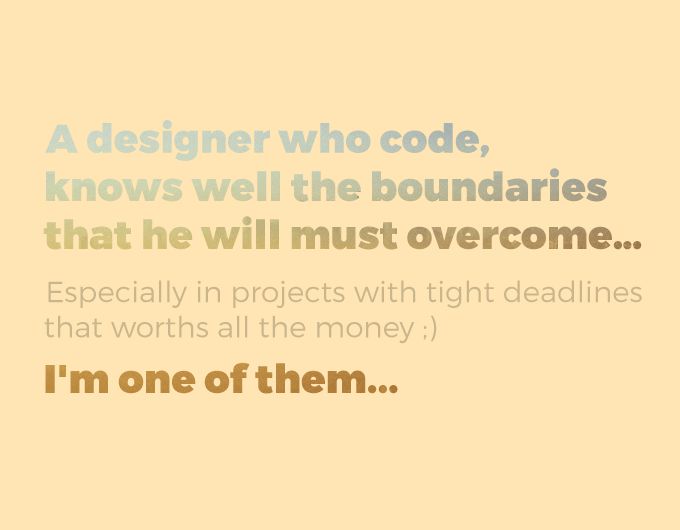 A designer who code,
knows well the boundaries
that he will must overcome...
Especially in projects with tight deadlines
that worths all the money ;)
I'm one of them...